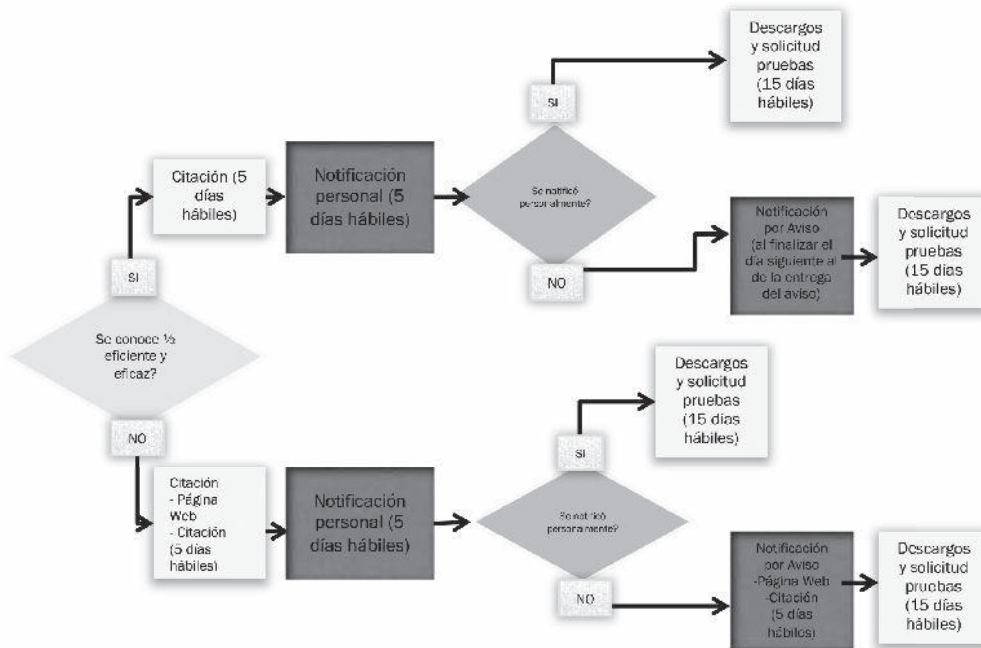 Descargos
y solicitud
pruebas
(15 días
hábiles)
SI
Citación (5
días
hábiles)
Notificación
personal (5
días hábiles)
Se notificó
personalmente?
SI
NO
Notificación
por Aviso
(al finalizar el
día siguiente al
de la entrega
del aviso)
Descargos
y solicitud
pruebas
(15 días
hábiles)
Se conoce ½
eficiente y
eficaz?
NO
Descargos
y solicitud
pruebas
(15 días
hábiles)
SI
Citación
- Página
Web
- Citación
(5 días
hábiles)
Notificación
personal (5
días hábiles)
Se notificó
personalmente?
NO
Notificación
por Aviso
-Página Web
-Citación
(5 días
hábiles)
Descargos
y solicitud
pruebas
(15 días
hábiles)